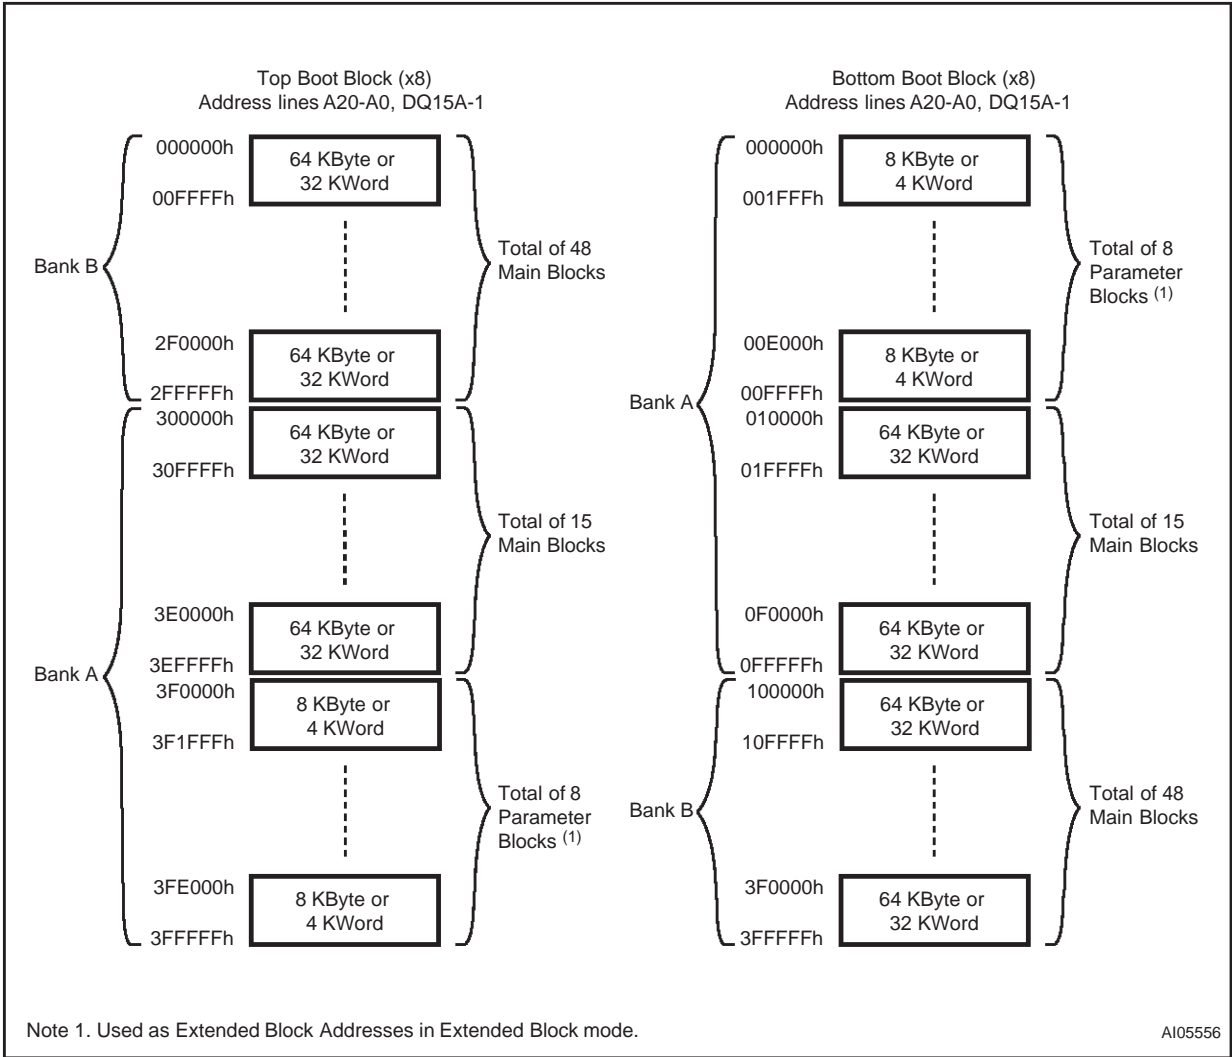 Top Boot Block (x8)
Address lines A20-A0, DQ15A-1
000000h
64 KByte or
32 KWord
00FFFFh
Bank B
Total of 48
Main Blocks
2F0000h
64 KByte or
32 KWord
2FFFFFh
300000h
64 KByte or
32 KWord
30FFFFh
Total of 15
Main Blocks
3E0000h
64 KByte or
32 KWord
3EFFFFh
Bank A
3F0000h
8 KByte or
4 KWord
3F1FFFh
Total of 8
Parameter
Blocks (1)
3FE000h
8 KByte or
4 KWord
3FFFFFh
Bottom Boot Block (x8)
Address lines A20-A0, DQ15A-1
000000h
8 KByte or
4 KWord
001FFFh
Total of 8
Parameter
Blocks (1)
00E000h
8 KByte or
4 KWord
00FFFFh
Bank A
010000h
64 KByte or
32 KWord
01FFFFh
Total of 15
Main Blocks
0F0000h
64 KByte or
32 KWord
0FFFFFh
100000h
64 KByte or
32 KWord
10FFFFh
Bank B
Total of 48
Main Blocks
3F0000h
64 KByte or
32 KWord
3FFFFFh
Note 1. Used as Extended Block Addresses in Extended Block mode.
AI05556